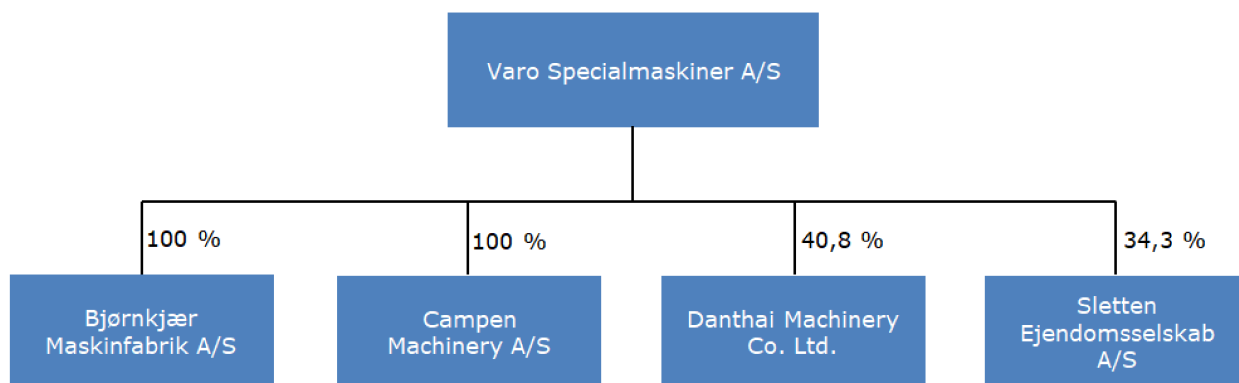 Varo Specialmaskiner A/S
100 %
100 %
40,8 %
34,3 %
Bjørnkjær
Maskinfabrik A/S
Campen
Machinery A/S
Danthai Machinery
Co. Ltd.
Sletten
Ejendomsselskab
A/S